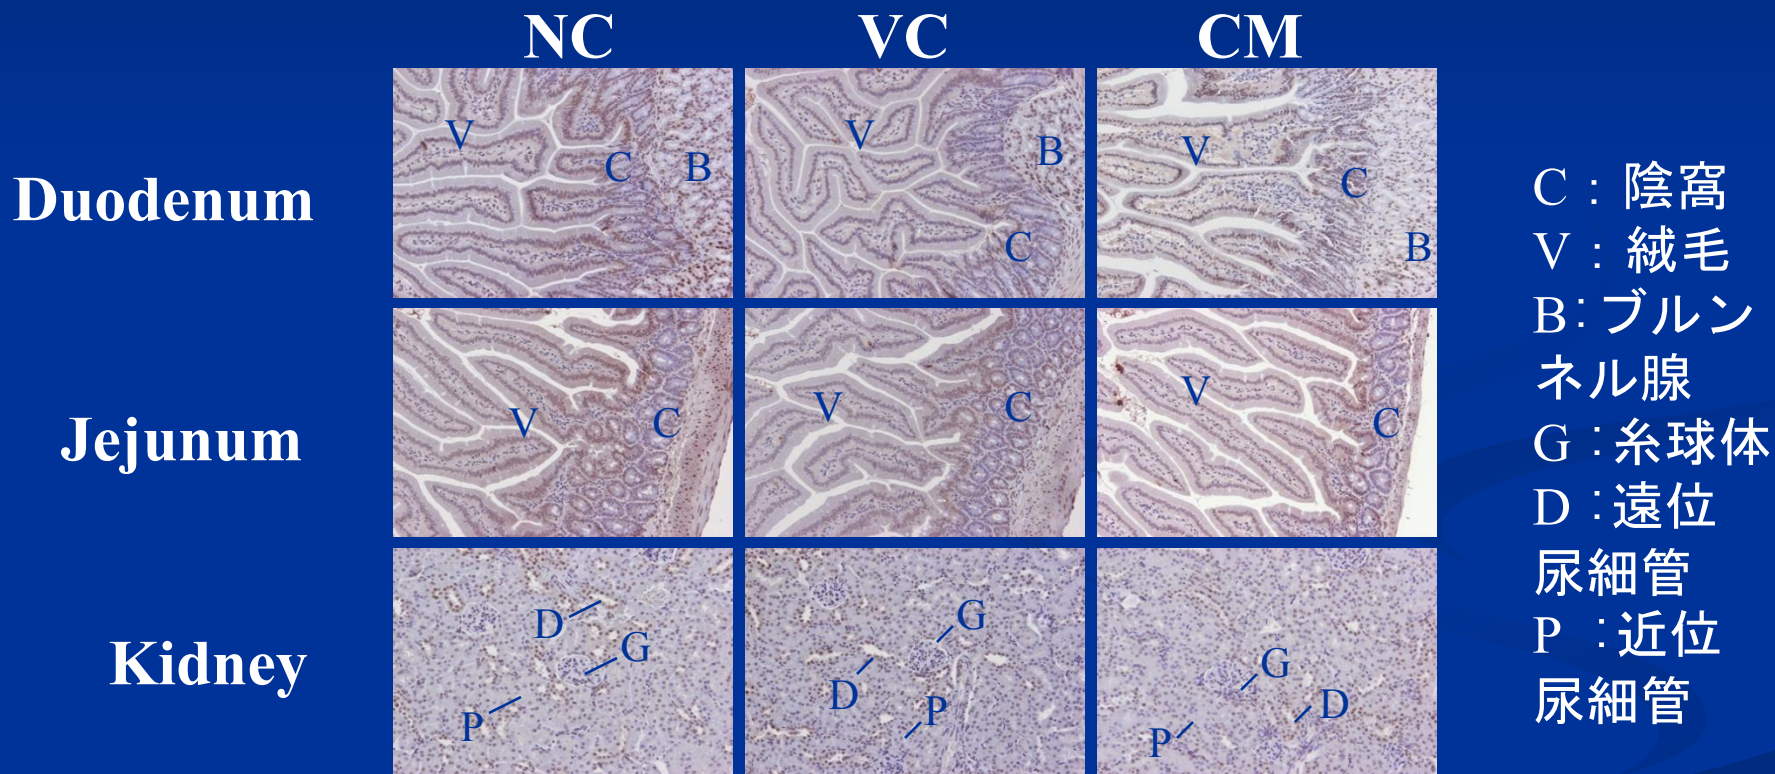 NC VC CM
Duodenum
V C B
V B C
V C B
Jejunum
V C
V C
V C
Kidney
D G P
G D P
G D P
C：陰窩
V：絨毛
B：ブルン
ネル腺
G：糸球体
D：遠位
尿細管
P：近位
尿細管